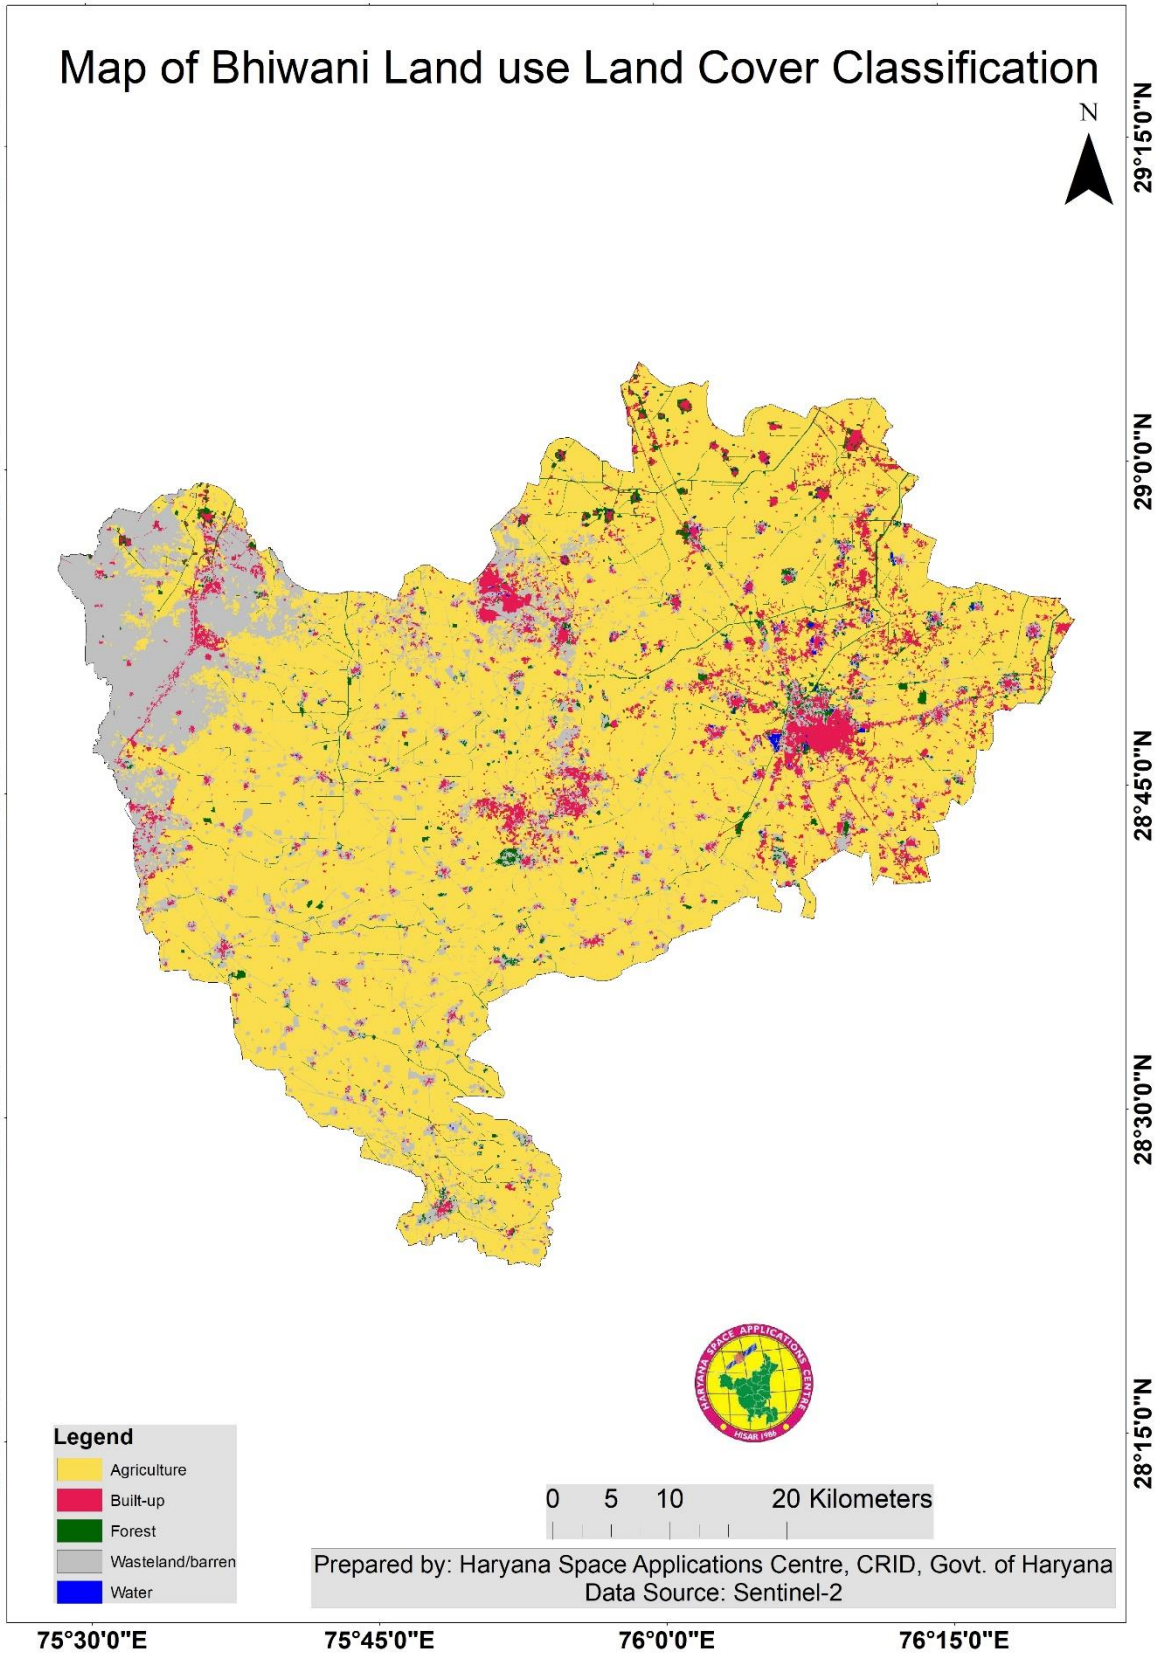 Map of Bhiwani Land use Land Cover Classification
N
29°15'0"N
29°0'0"N
28°45'0"N
28°30'0"N
28°15'0"N
HARYANA SPACE APPLICATIONS CENTRE
HISAR 1986
Legend
Agriculture
Built-up
Forest
Wasteland/barren
Water
0 5 10 20 Kilometers
Prepared by: Haryana Space Applications Centre, CRID, Govt. of Haryana
Data Source: Sentinel-2
75°30'0"E 75°45'0"E 76°0'0"E 76°15'0"E